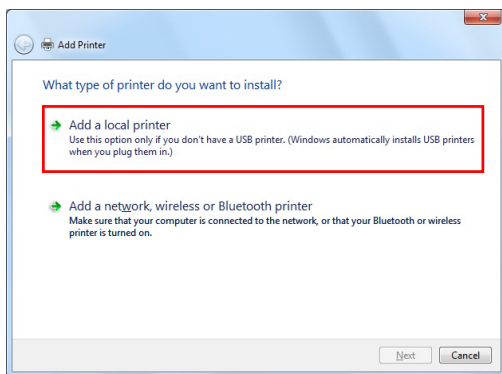 Add Printer
What type of printer do you want to install?
Add a local printer
Use this option only if you don't have a USB printer. (Windows automatically installs USB printers
when you plug them in.)
Add a network, wireless or Bluetooth printer
Make sure that your computer is connected to the network, or that your Bluetooth or wireless
printer is turned on.
Next Cancel